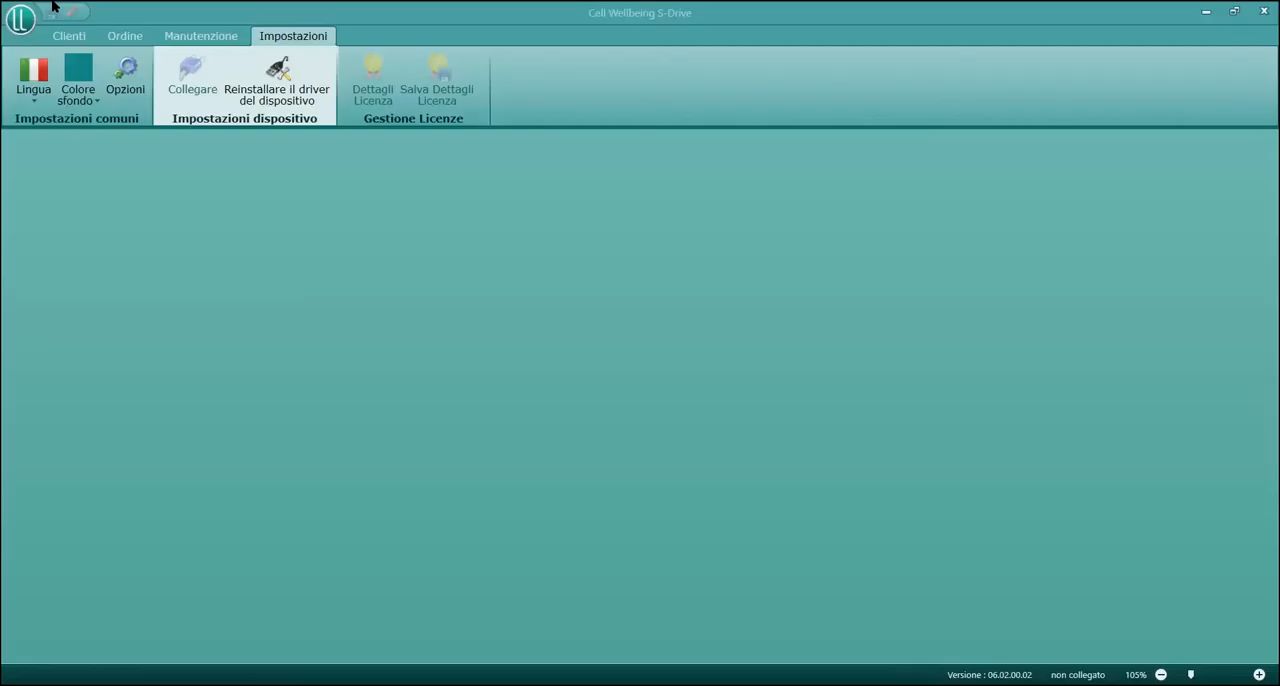 Cell Wellbeing S-Drive
Clienti Ordine Manutenzione Impostazioni
Lingua
Colore sfondo
Opzioni
Impostazioni comuni
Collegare
Reinstallare il driver
del dispositivo
Impostazioni dispositivo
Dettagli
Licenza
Salva Dettagli
Licenza
Gestione Licenze
Versione : 06.02.00.02 non collegato 105%